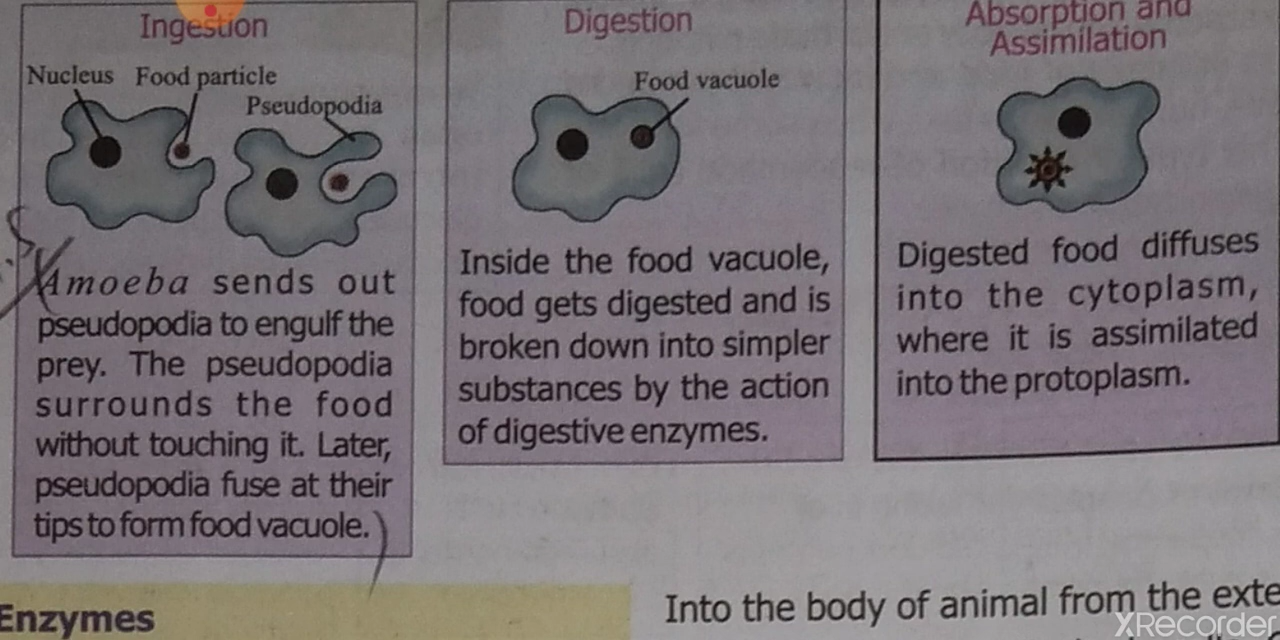 Ingestion
Nucleus Food particle
Pseudopodia
Amoeba sends out
pseudopodia to engulf the
prey. The pseudopodia
surrounds the food
without touching it. Later,
pseudopodia fuse at their
tips to form food vacuole.
Digestion
Food vacuole
Inside the food vacuole,
food gets digested and is
broken down into simpler
substances by the action
of digestive enzymes.
Absorption and
Assimilation
Digested food diffuses
into the cytoplasm,
where it is assimilated
into the protoplasm.
Enzymes
Into the body of animal from the exte
XRecorder